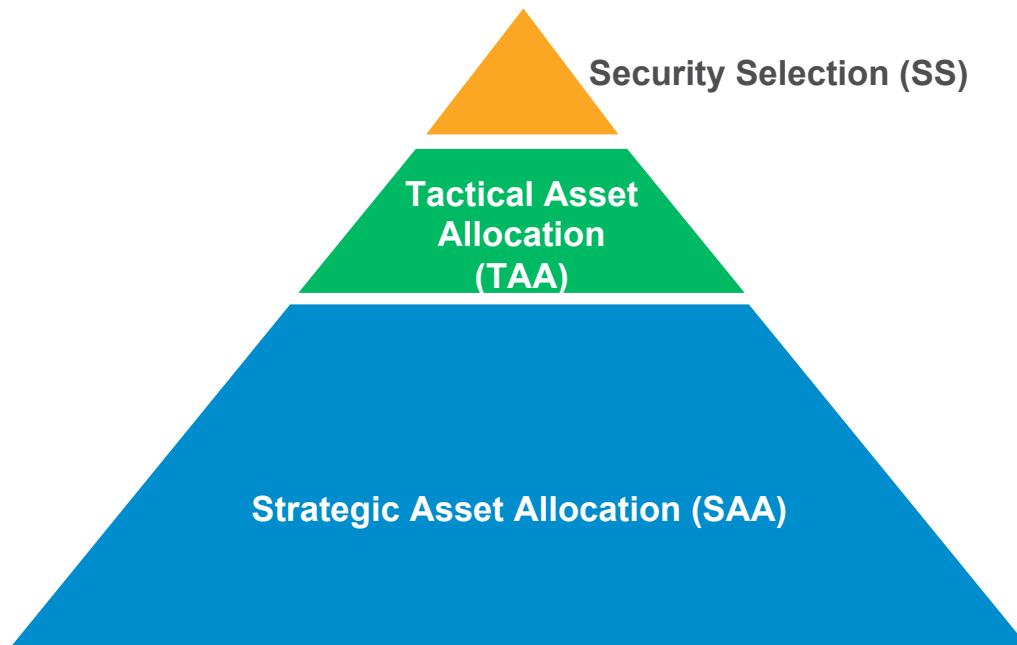 Security Selection (SS)
Tactical Asset
Allocation
(TAA)
Strategic Asset Allocation (SAA)